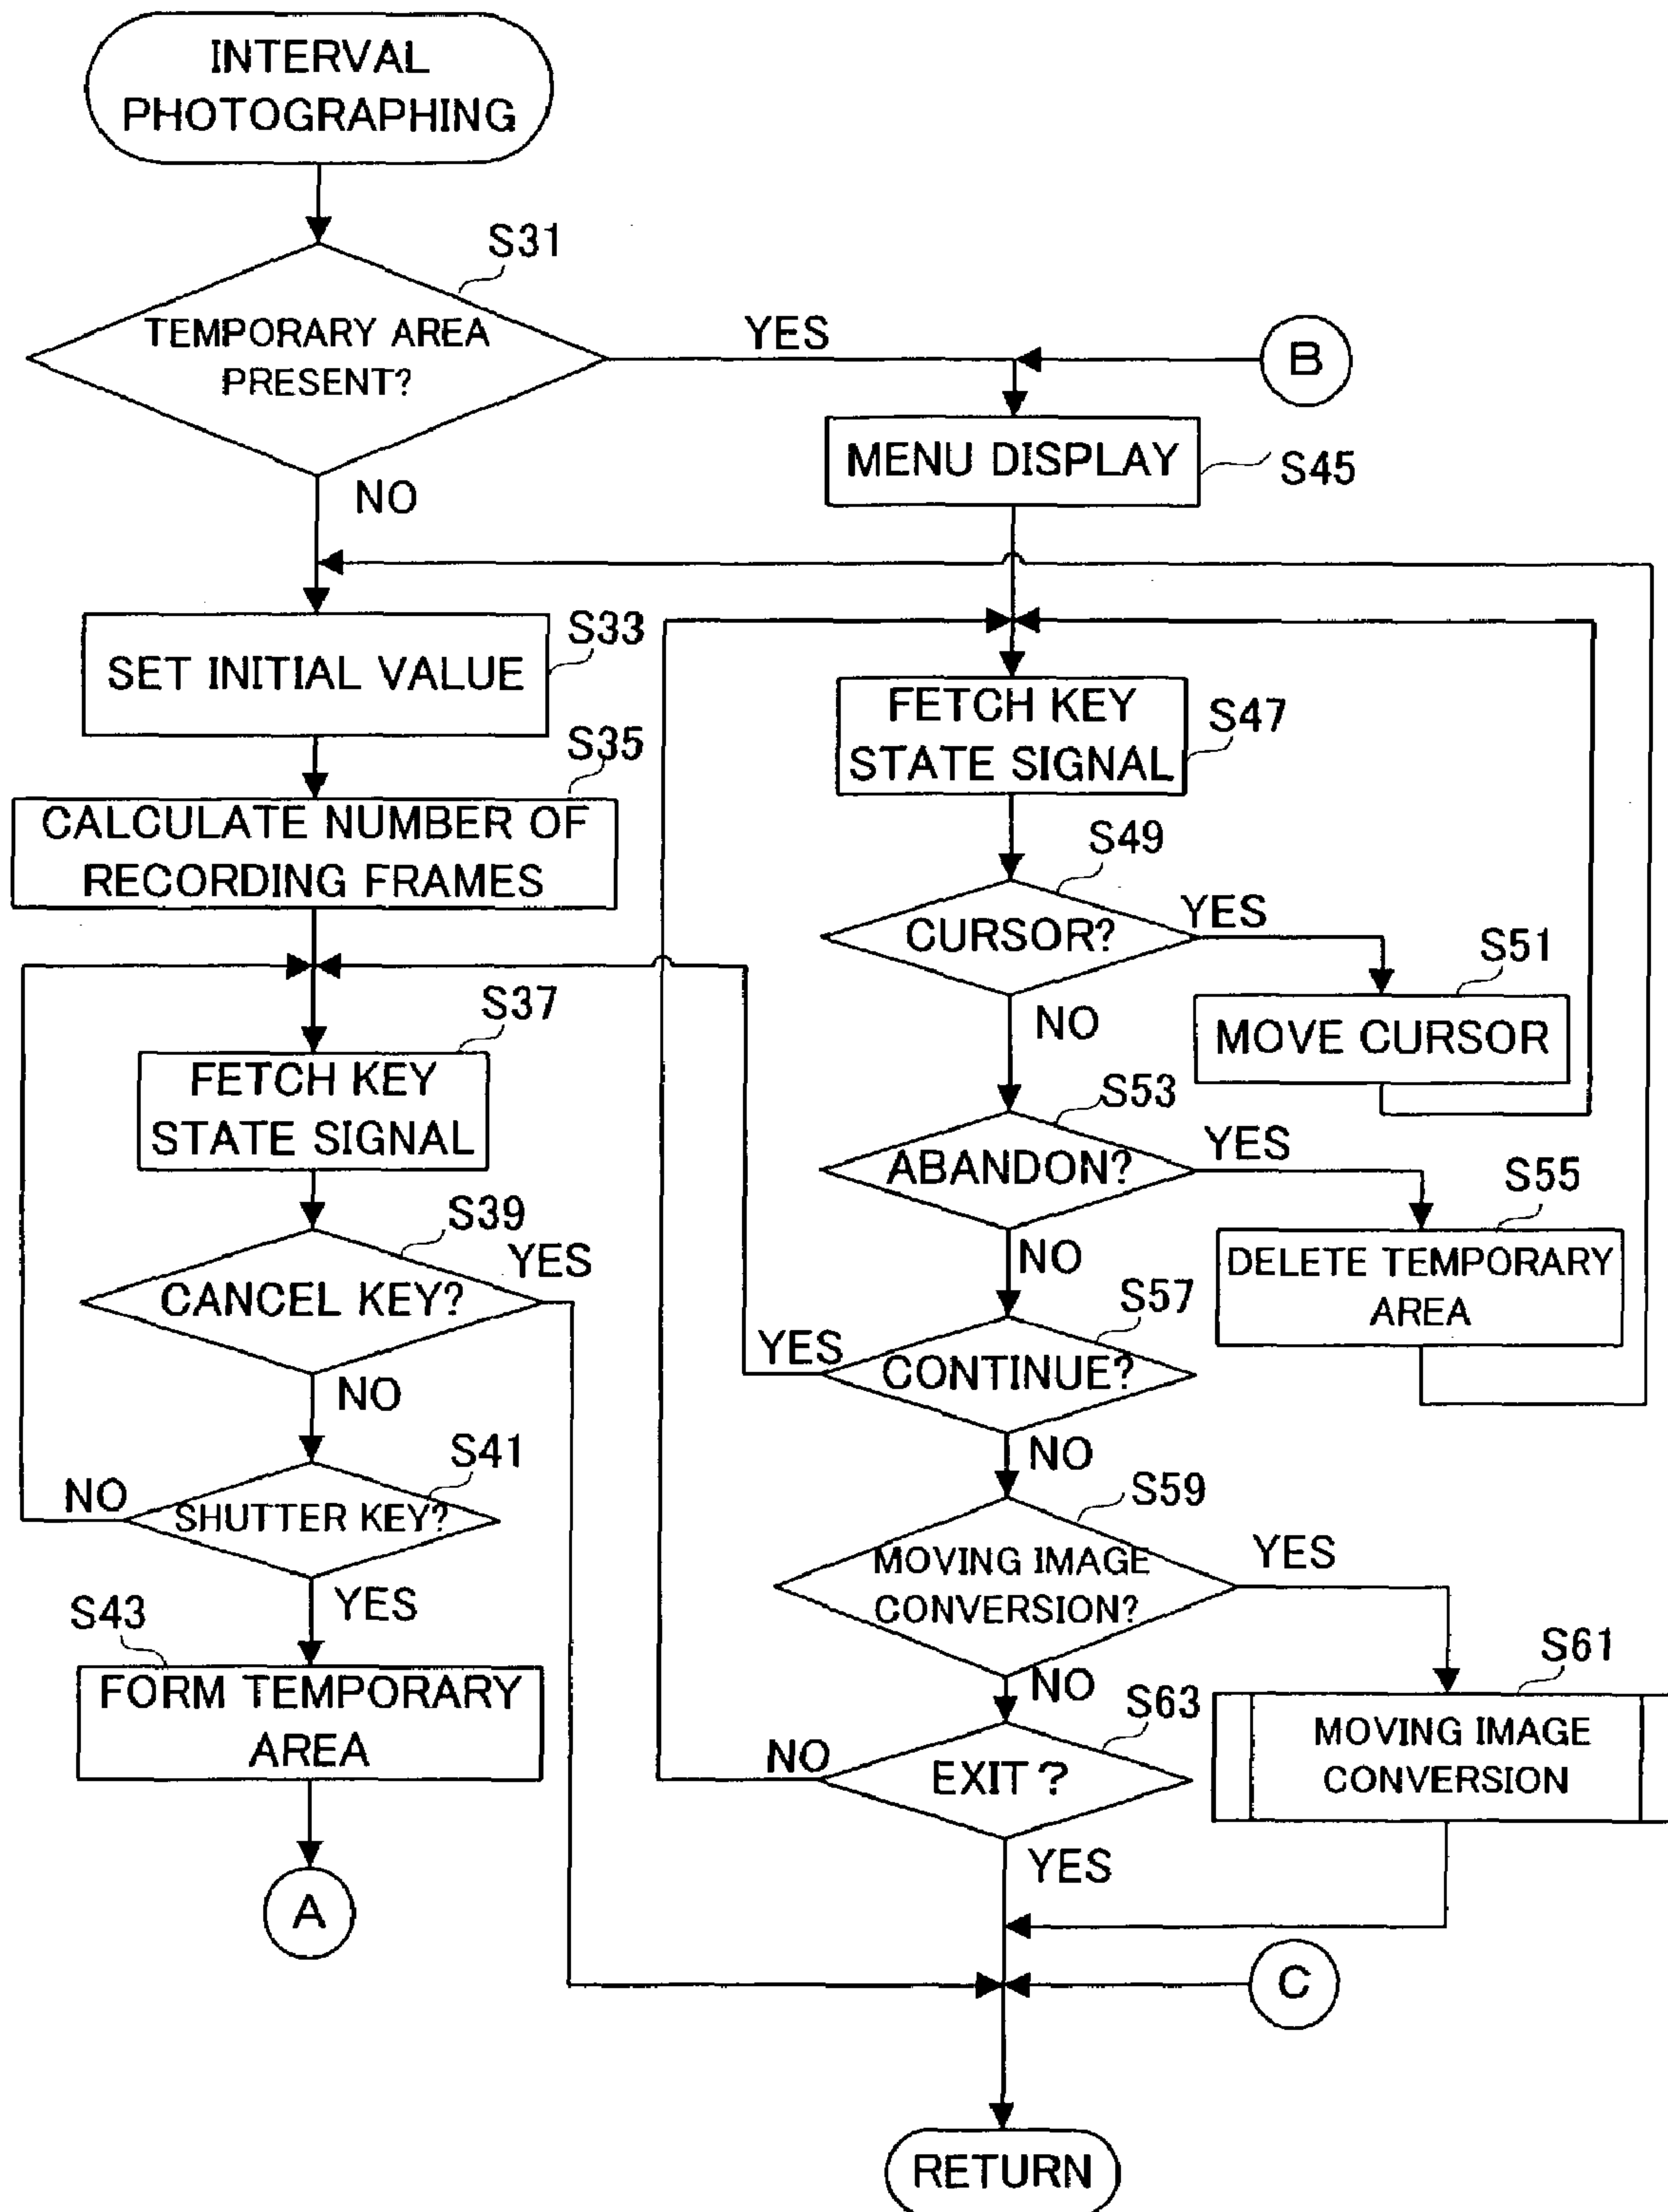 INTERVAL
PHOTOGRAPHING
S31
TEMPORARY AREA
PRESENT?
YES
B
NO
MENU DISPLAY
S45
S33
SET INITIAL VALUE
S35
CALCULATE NUMBER OF
RECORDING FRAMES
FETCH KEY
STATE SIGNAL
S47
S49
CURSOR?
YES
NO
S51
MOVE CURSOR
S37
FETCH KEY
STATE SIGNAL
S53
ABANDON?
YES
NO
S55
DELETE TEMPORARY
AREA
S39
CANCEL KEY?
YES
NO
S57
CONTINUE?
YES
NO
S41
SHUTTER KEY?
NO
YES
S59
MOVING IMAGE
CONVERSION?
YES
NO
S43
FORM TEMPORARY
AREA
A
S61
MOVING IMAGE
CONVERSION
S63
EXIT?
NO
YES
C
RETURN